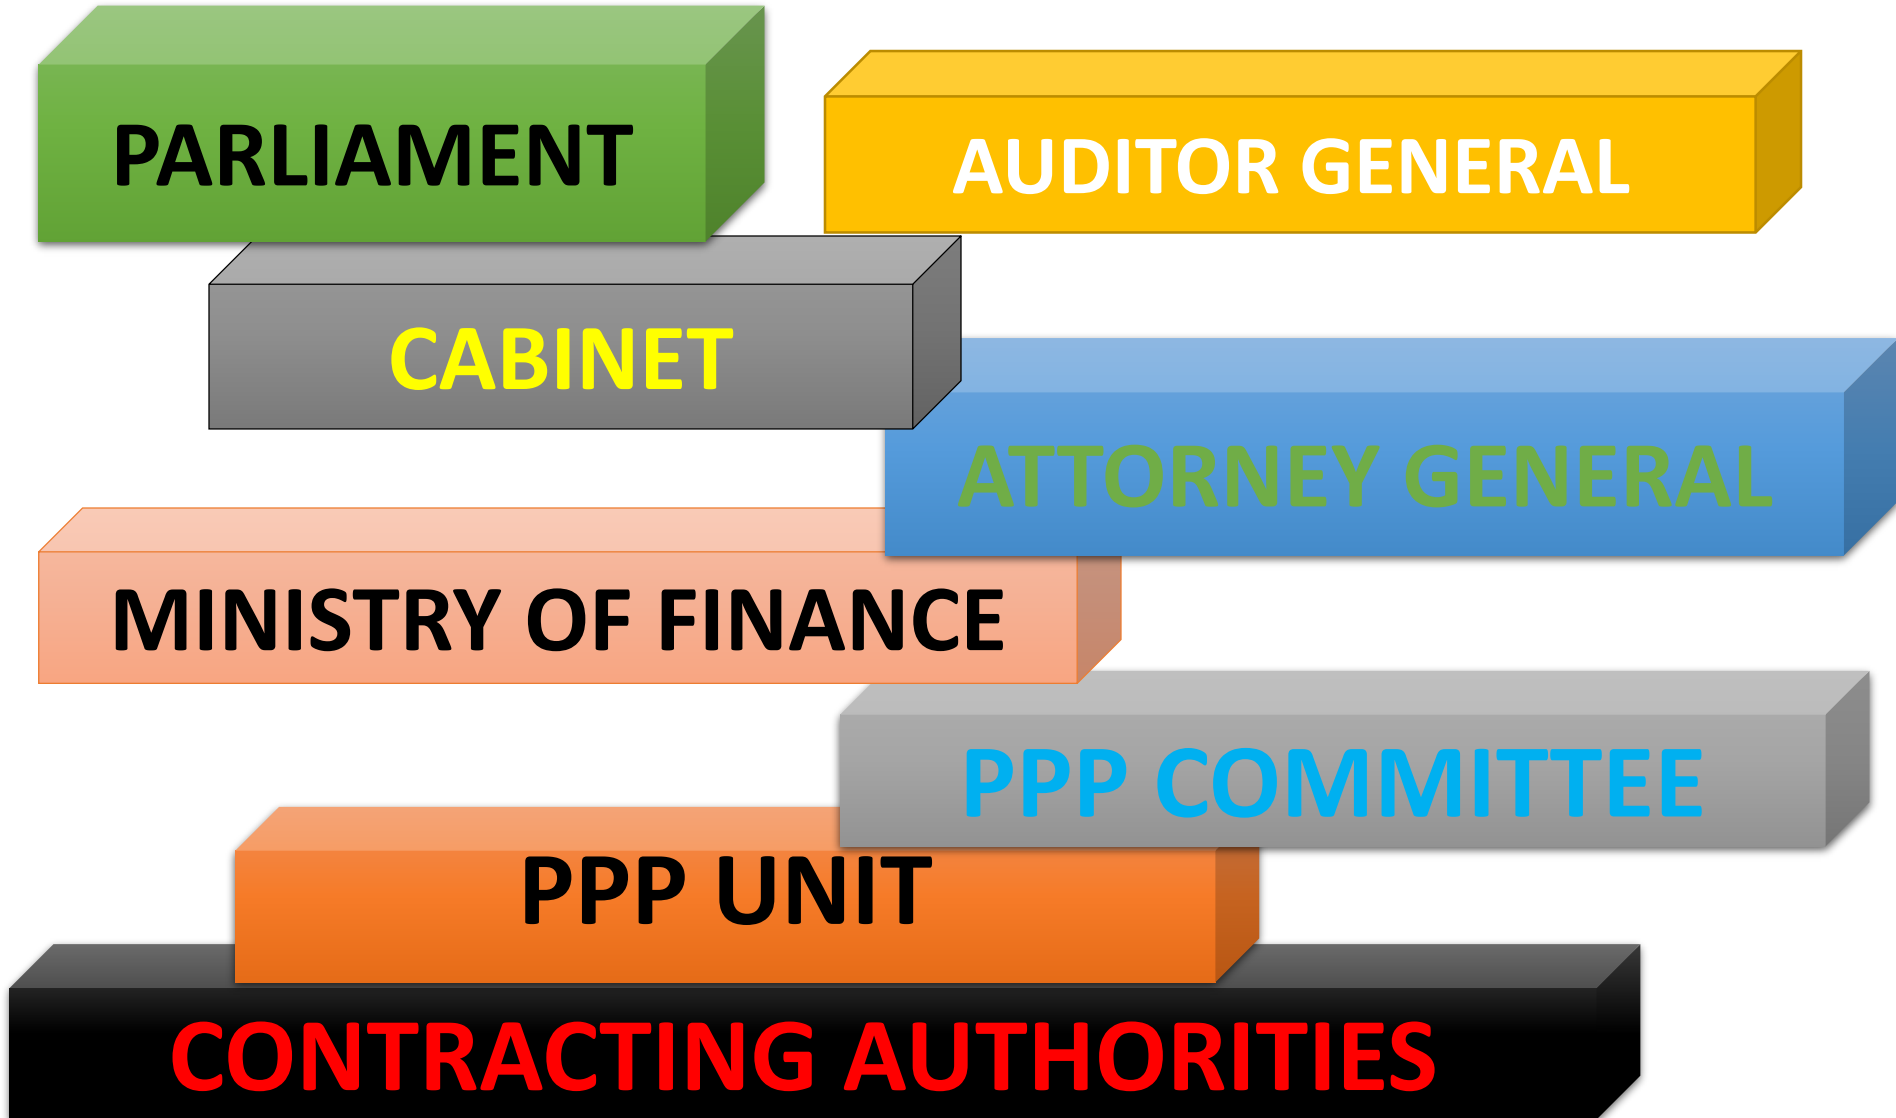 PARLIAMENT
AUDITOR GENERAL
CABINET
ATTORNEY GENERAL
MINISTRY OF FINANCE
PPP COMMITTEE
PPP UNIT
CONTRACTING AUTHORITIES